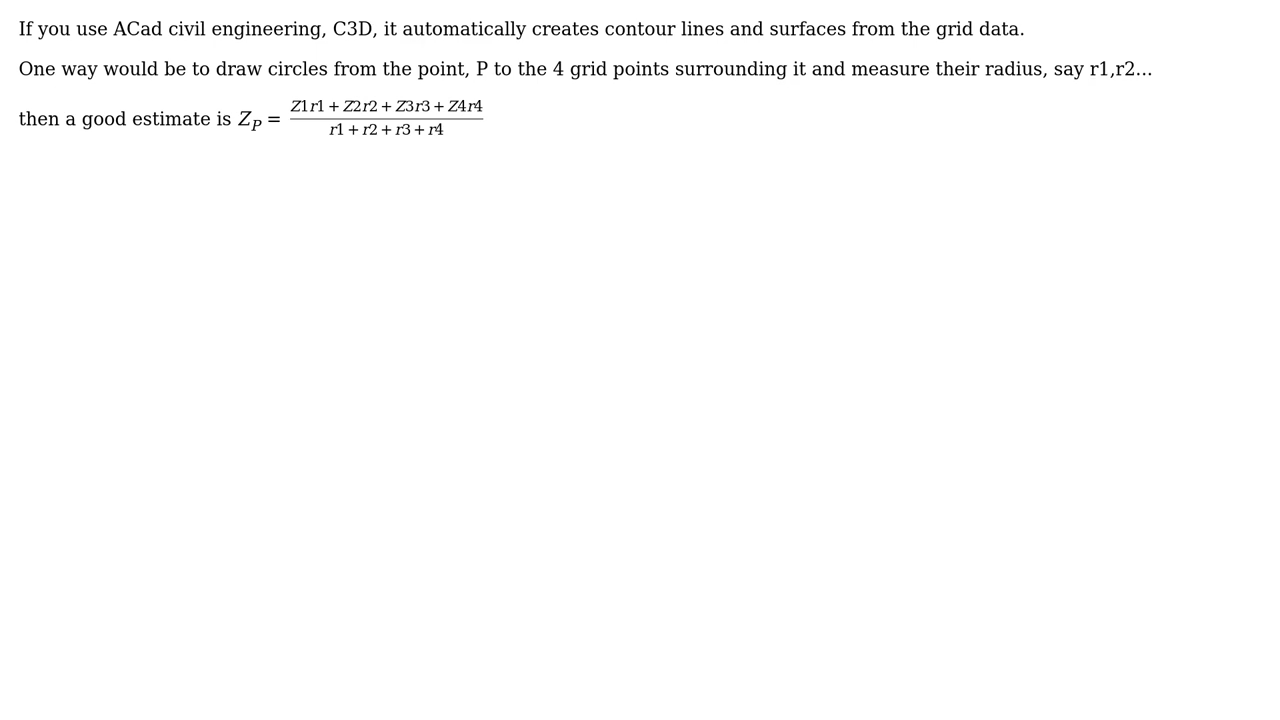 If you use ACad civil engineering, C3D, it automatically creates contour lines and surfaces from the grid data.
One way would be to draw circles from the point, P to the 4 grid points surrounding it and measure their radius, say r1,r2...
then a good estimate is $Z_P = \frac{Z1r1 + Z2r2 + Z3r3 + Z4r4}{r1 + r2 + r3 + r4}$